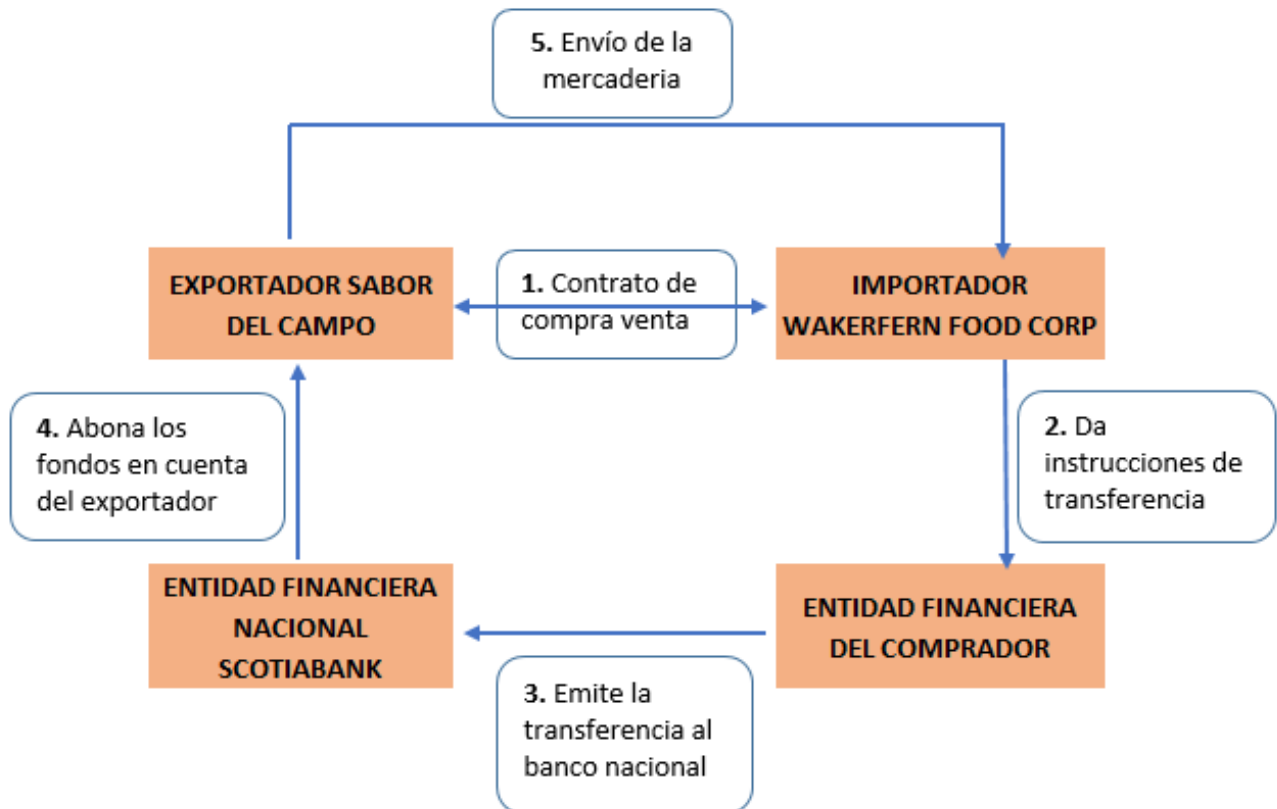 5. Envío de la
mercaderia
EXPORTADOR SABOR
DEL CAMPO
1. Contrato de
compra venta
IMPORTADOR
WAKERFERN FOOD CORP
4. Abona los
fondos en cuenta
del exportador
2. Da
instrucciones de
transferencia
ENTIDAD FINANCIERA
NACIONAL
SCOTIABANK
ENTIDAD FINANCIERA
DEL COMPRADOR
3. Emite la
transferencia al
banco nacional